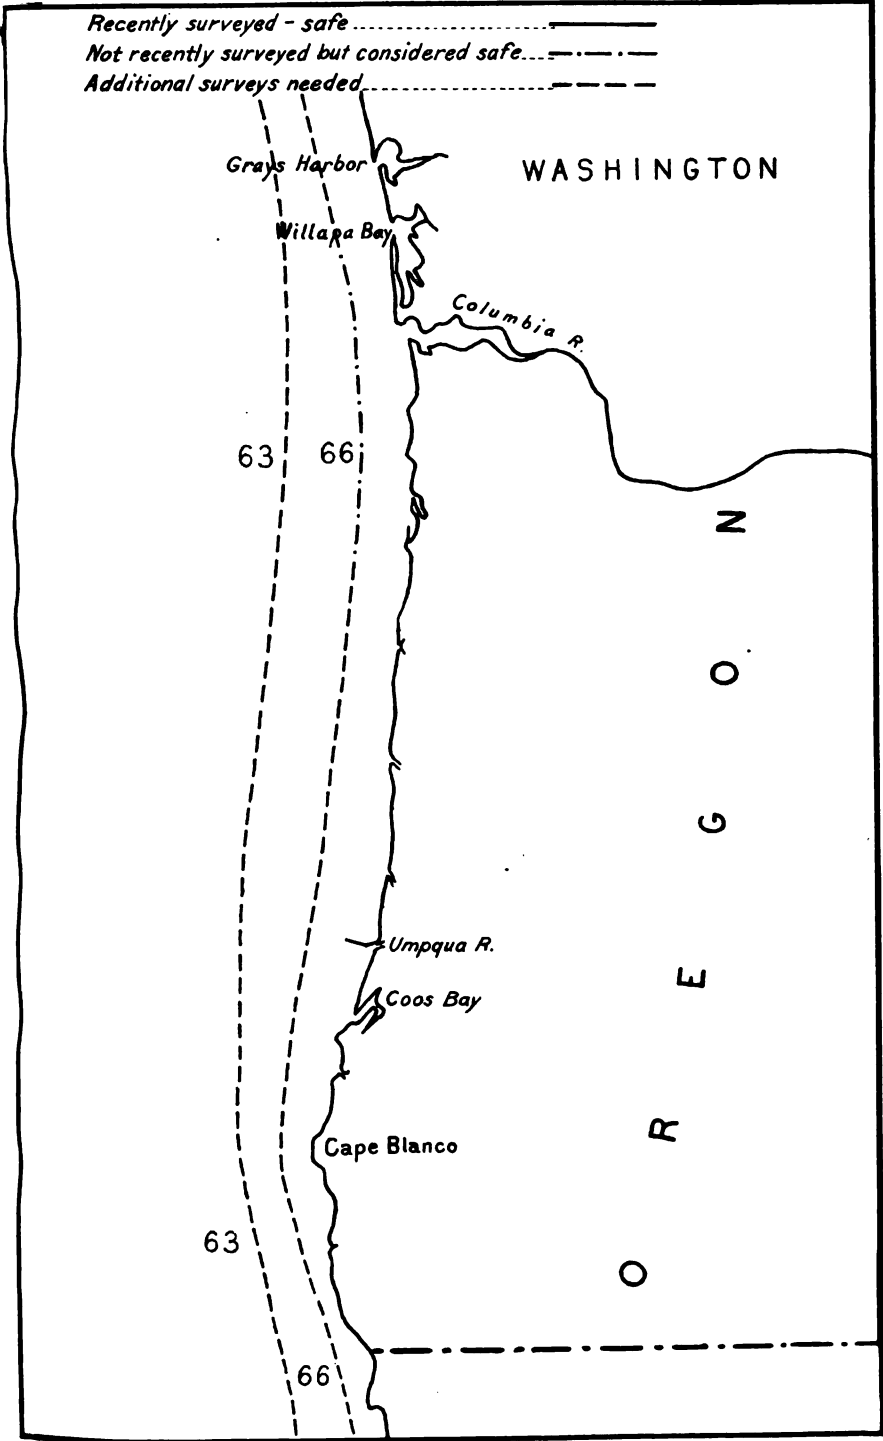 Recently surveyed - safe
Not recently surveyed but considered safe
Additional surveys needed
Grays Harbor
WASHINGTON
Willapa Bay
Columbia R.
63
66
OREGON
Umpqua R.
Coos Bay
Cape Blanco
63
66